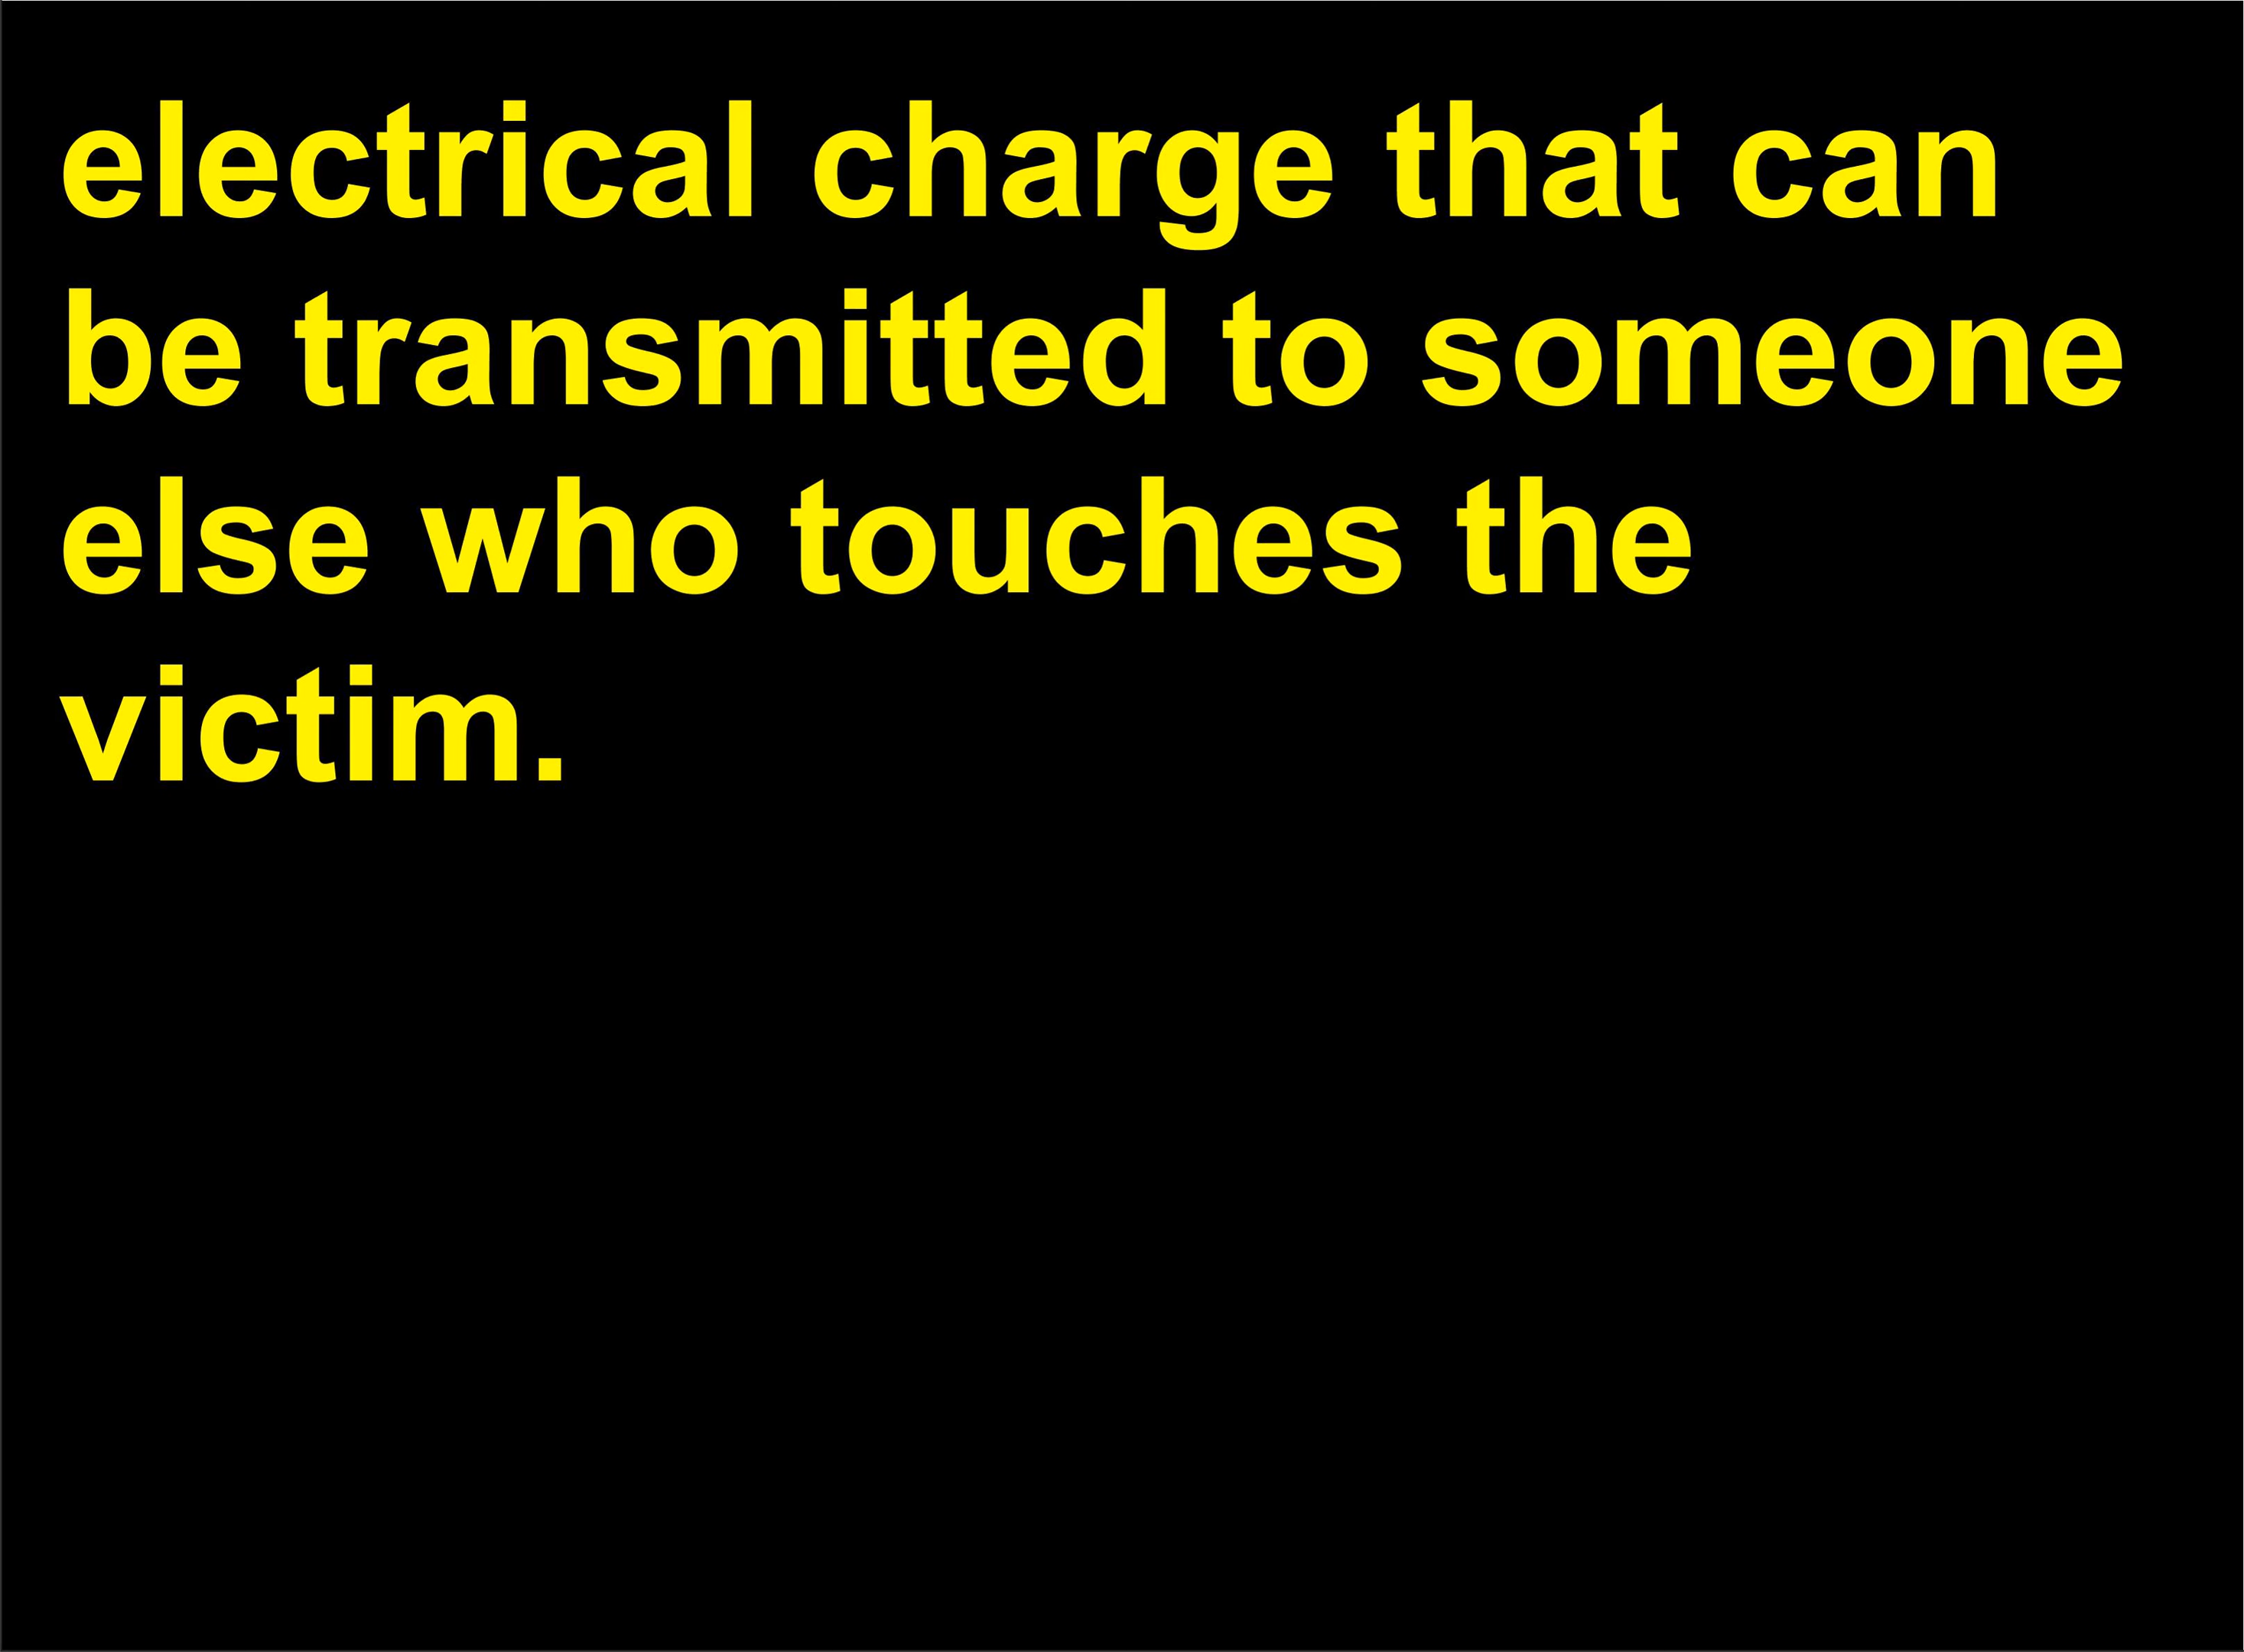 electrical charge that can
be transmitted to someone
else who touches the
victim.